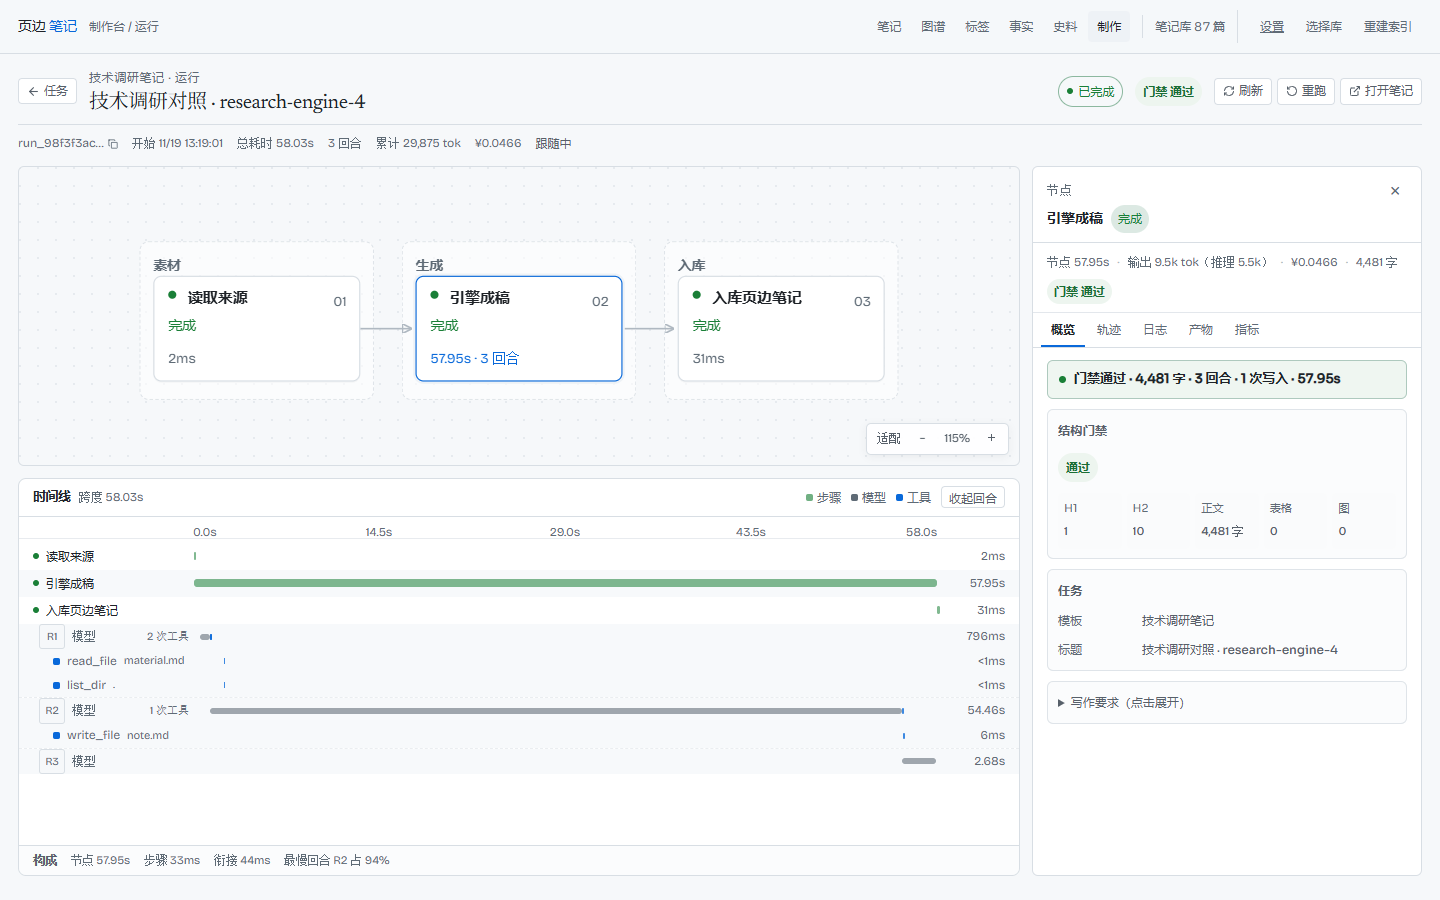 页边 笔记 制作台 / 运行 笔记 图谱 标签 事实 史料 制作 笔记库 87 篇 设置 选择库 重建索引
← 任务
技术调研笔记 · 运行
技术调研对照 · research-engine-4
已完成 门禁 通过 刷新 重跑 打开笔记
run_98f3f3ac... 开始 11/19 13:19:01 总耗时 58.03s 3 回合 累计 29,875 tok ¥0.0466 跟随中
素材
读取来源 01
完成
2ms
生成
引擎成稿 02
完成
57.95s · 3 回合
入库
入库页边笔记 03
完成
31ms
适配 - 115% +
时间线 跨度 58.03s 步骤 模型 工具 收起回合
0.0s 14.5s 29.0s 43.5s 58.0s
读取来源 2ms
引擎成稿 57.95s
入库页边笔记 31ms
R1 模型 2 次工具 796ms
read_file material.md <1ms
list_dir . <1ms
R2 模型 1 次工具 54.46s
write_file note.md 6ms
R3 模型 2.68s
构成 节点 57.95s 步骤 33ms 衔接 44ms 最慢回合 R2 占 94%
节点 ×
引擎成稿 完成
节点 57.95s · 输出 9.5k tok（推理 5.5k） · ¥0.0466 · 4,481 字
门禁 通过
概览 轨迹 日志 产物 指标
门禁通过 · 4,481 字 · 3 回合 · 1 次写入 · 57.95s
结构门禁
通过
H1 H2 正文 表格 图
1 10 4,481 字 0 0
任务
模板 技术调研笔记
标题 技术调研对照 · research-engine-4
▶ 写作要求（点击展开）